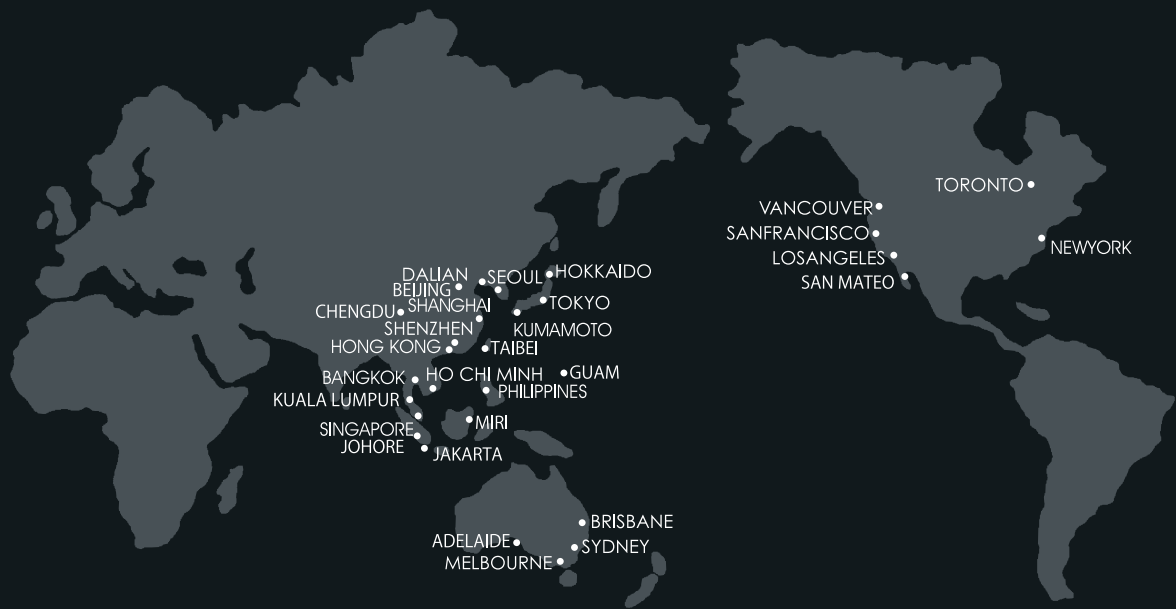 TORONTO
VANCOUVER
SANFRANCISCO
NEWYORK
LOSANGELES
SAN MATEO
DALIAN
SEOUL
HOKKAIDO
BEIJING
SHANGHAI
TOKYO
CHENGDU
SHENZHEN
KUMAMOTO
HONG KONG
TAIBEI
BANGKOK
HO CHI MINH
GUAM
PHILIPPINES
KUALA LUMPUR
MIRI
SINGAPORE
JOHORE
JAKARTA
BRISBANE
ADELAIDE
SYDNEY
MELBOURNE